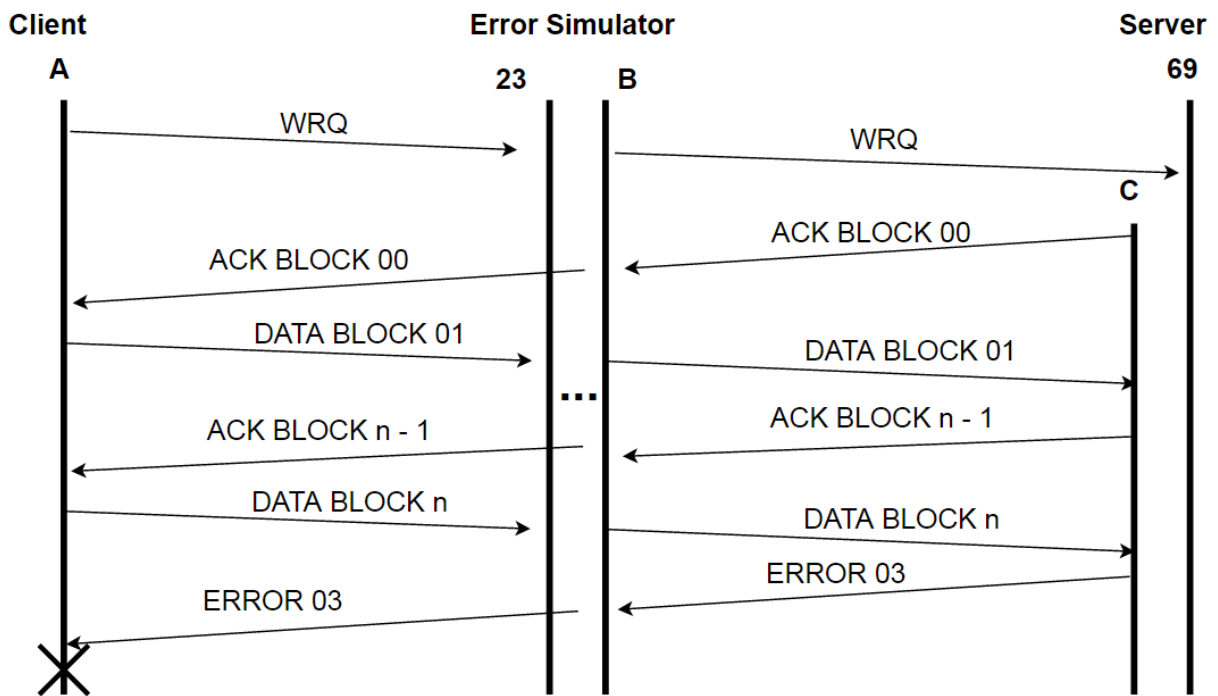 Client
Error Simulator
Server
A
23
B
69
WRQ
WRQ
C
ACK BLOCK 00
ACK BLOCK 00
DATA BLOCK 01
DATA BLOCK 01
...
ACK BLOCK n - 1
ACK BLOCK n - 1
DATA BLOCK n
DATA BLOCK n
ERROR 03
ERROR 03